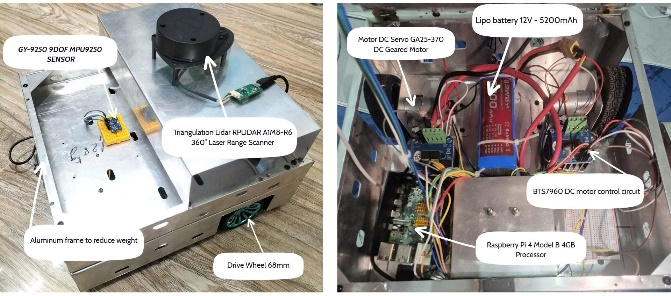 GY-9250 9DOF MPU9250
SENSOR
Triangulation Lidar RPLIDAR A1M8-R6
360° Laser Range Scanner
Aluminum frame to reduce weight
Drive Wheel 68mm
Lipo battery 12V - 5200mAh
Motor DC Servo GA25-370
DC Geared Motor
BTS7960 DC motor control circuit
Raspberry Pi 4 Model B 4GB
Processor